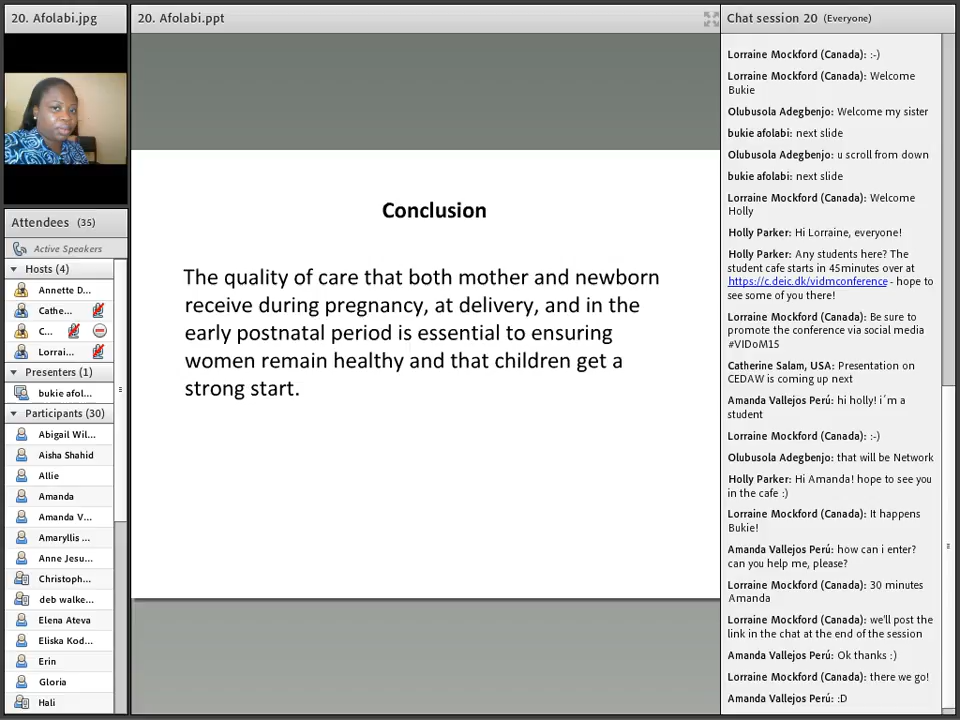 20. Afolabi.jpg
Attendees (35)
Active Speakers
Hosts (4)
Annette D...
Cathe...
C...
Lorrai...
Presenters (1)
bukie afol...
Participants (30)
Abigail Wil...
Aisha Shahid
Allie
Amanda
Amanda V...
Amaryllis ...
Anne Jesu...
Christoph...
deb walke...
Elena Ateva
Eliska Kod...
Erin
Gloria
Hali
20. Afolabi.ppt
Conclusion
The quality of care that both mother and newborn
receive during pregnancy, at delivery, and in the
early postnatal period is essential to ensuring
women remain healthy and that children get a
strong start.
Chat session 20 (Everyone)
Lorraine Mockford (Canada): :-)
Lorraine Mockford (Canada): Welcome
Bukie
Olubusola Adegbenjo: Welcome my sister
bukie afolabi: next slide
Olubusola Adegbenjo: u scroll from down
bukie afolabi: next slide
Lorraine Mockford (Canada): Welcome
Holly
Holly Parker: Hi Lorraine, everyone!
Holly Parker: Any students here? The
student cafe starts in 45minutes over at
https://c.deic.dk/vidmconference - hope to
see some of you there!
Lorraine Mockford (Canada): Be sure to
promote the conference via social media
#VIDoM15
Catherine Salam, USA: Presentation on
CEDAW is coming up next
Amanda Vallejos Perú: hi holly! i´m a
student
Lorraine Mockford (Canada): :-)
Olubusola Adegbenjo: that will be Network
Holly Parker: Hi Amanda! hope to see you
in the cafe :)
Lorraine Mockford (Canada): It happens
Bukie!
Amanda Vallejos Perú: how can i enter?
can you help me, please?
Lorraine Mockford (Canada): 30 minutes
Amanda
Lorraine Mockford (Canada): we'll post the
link in the chat at the end of the session
Amanda Vallejos Perú: Ok thanks :)
Lorraine Mockford (Canada): there we go!
Amanda Vallejos Perú: :D